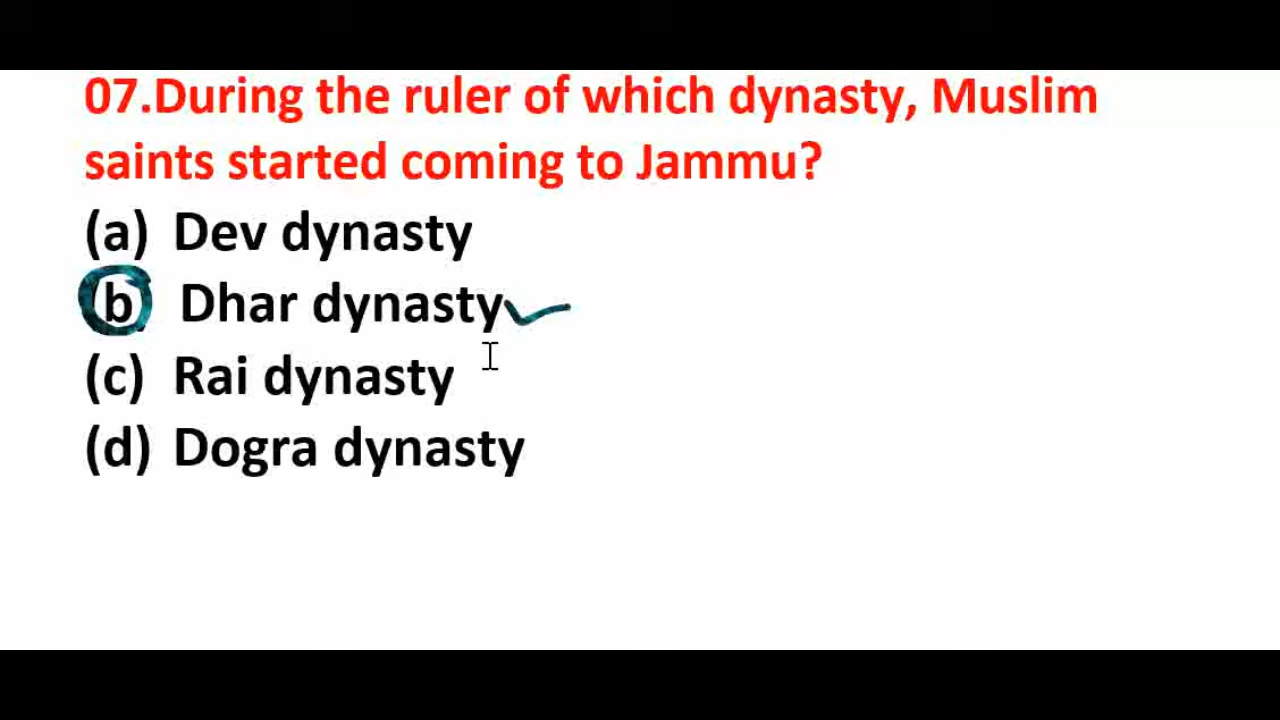 07.During the ruler of which dynasty, Muslim
saints started coming to Jammu?
(a) Dev dynasty
(b) Dhar dynasty
(c) Rai dynasty
(d) Dogra dynasty